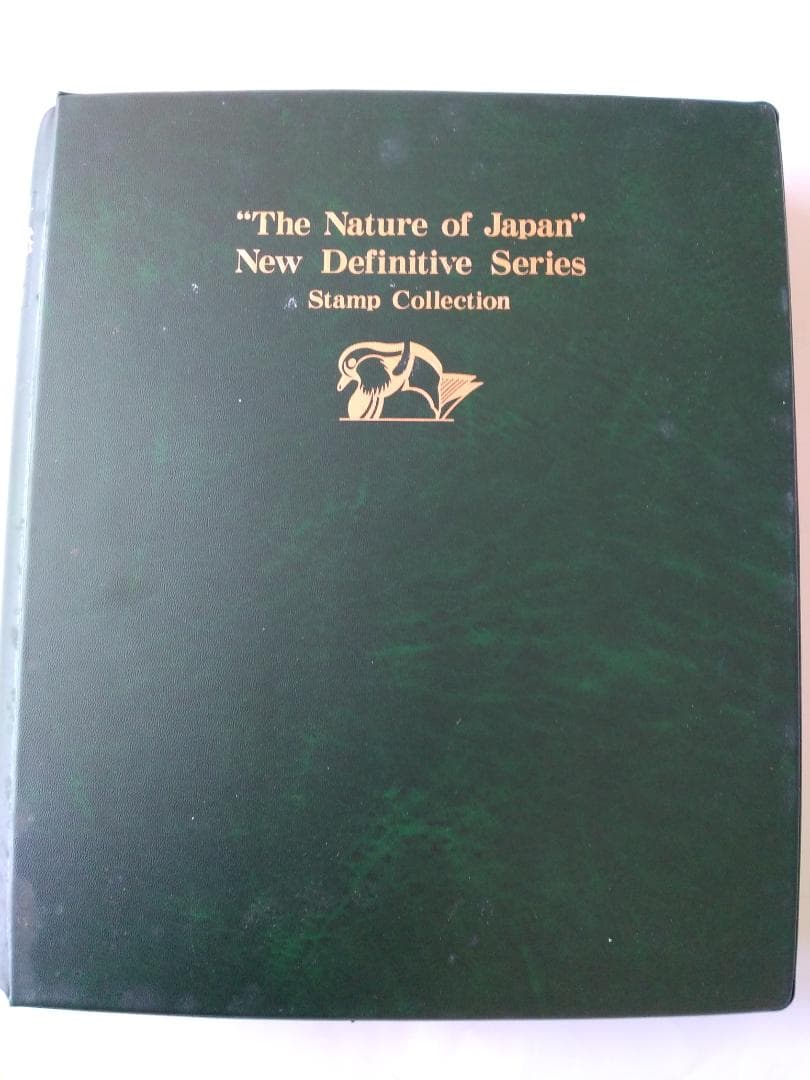 “The Nature of Japan”
New Definitive Series
Stamp Collection